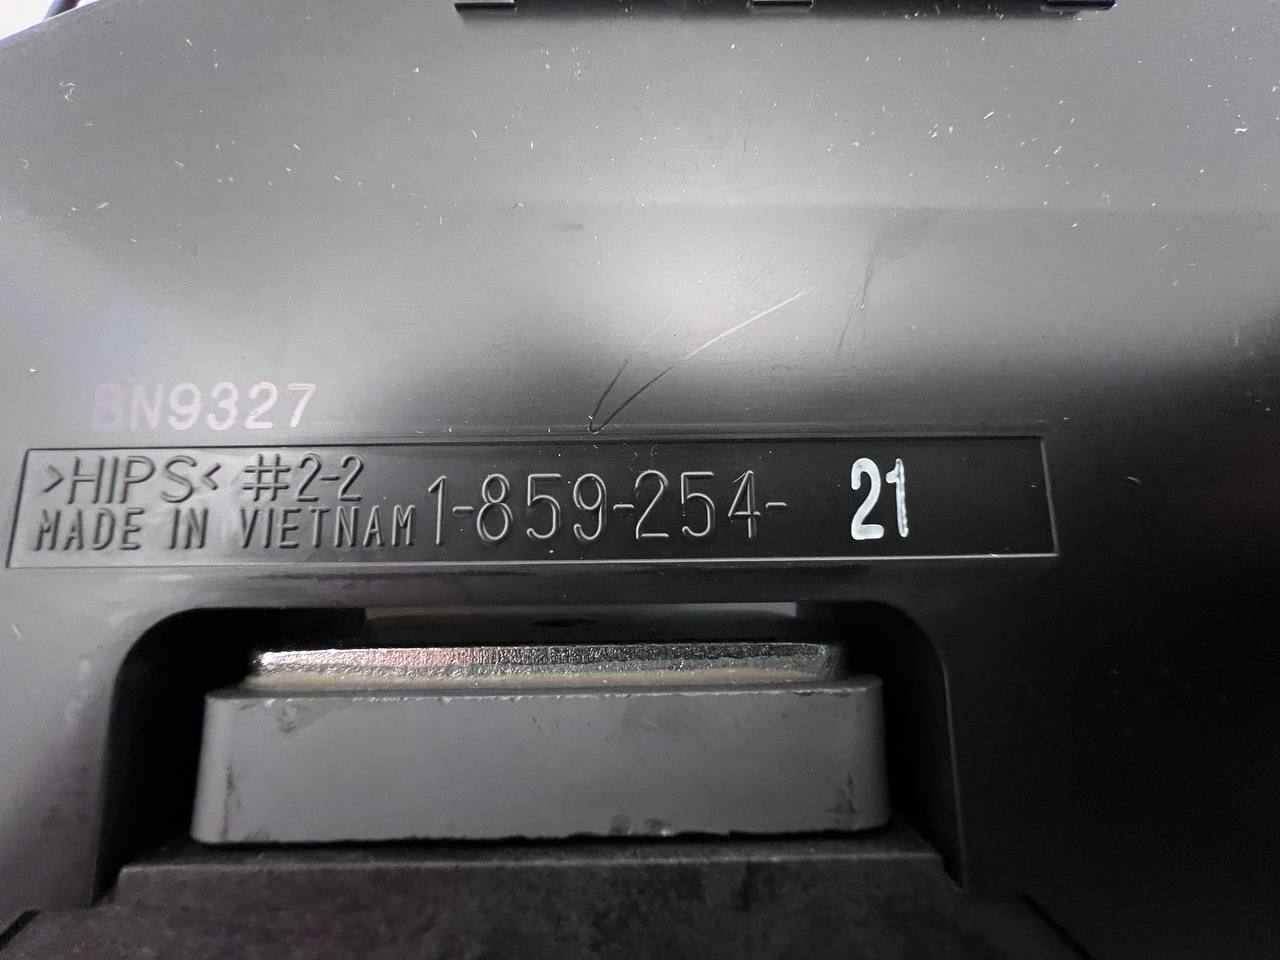 BN9327
>HIPS< #2-2
MADE IN VIETNAM 1-859-254- 21